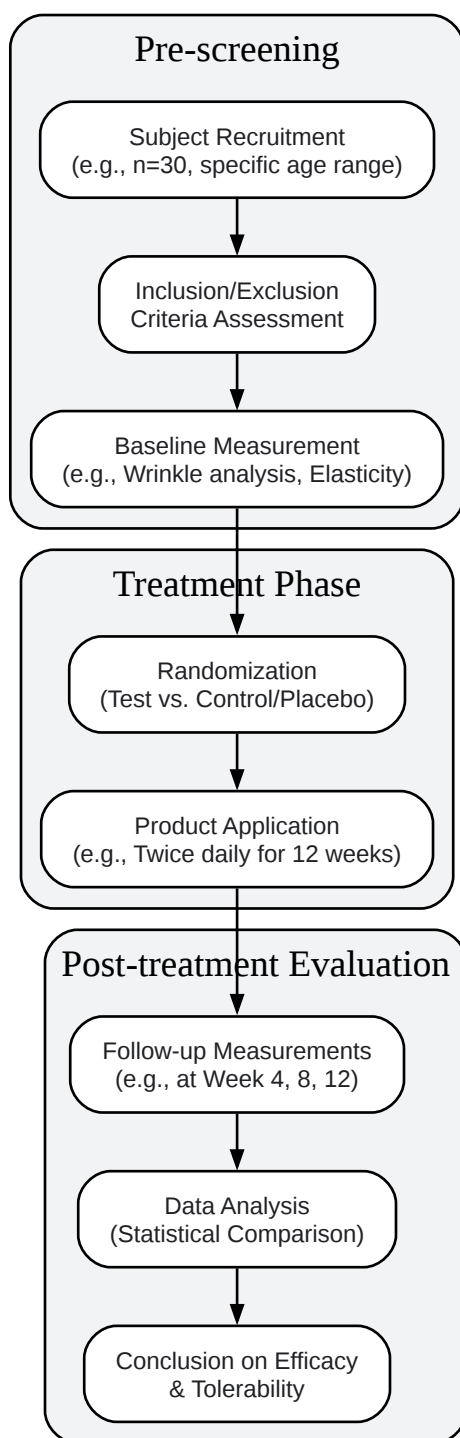 Pre-screening
Subject Recruitment
(e.g., n=30, specific age range)
Inclusion/Exclusion
Criteria Assessment
Baseline Measurement
(e.g., Wrinkle analysis, Elasticity)
Treatment Phase
Randomization
(Test vs. Control/Placebo)
Product Application
(e.g., Twice daily for 12 weeks)
Post-treatment Evaluation
Follow-up Measurements
(e.g., at Week 4, 8, 12)
Data Analysis
(Statistical Comparison)
Conclusion on Efficacy
& Tolerability